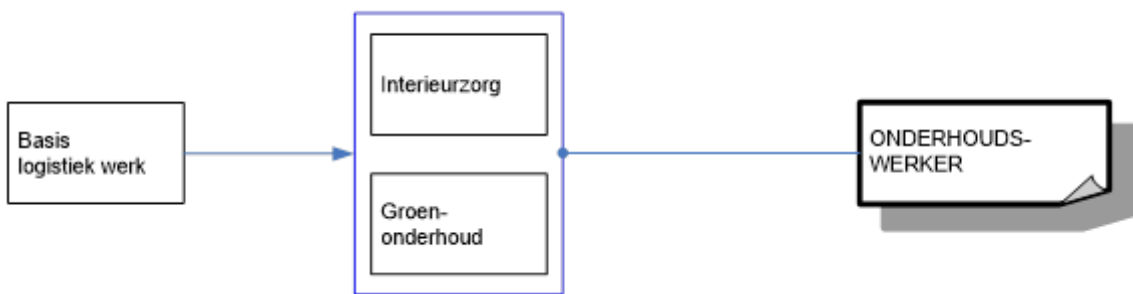 Basis
logistiek werk
Interieurzorg
Groen-
onderhoud
ONDERHOUDS-
WERKER